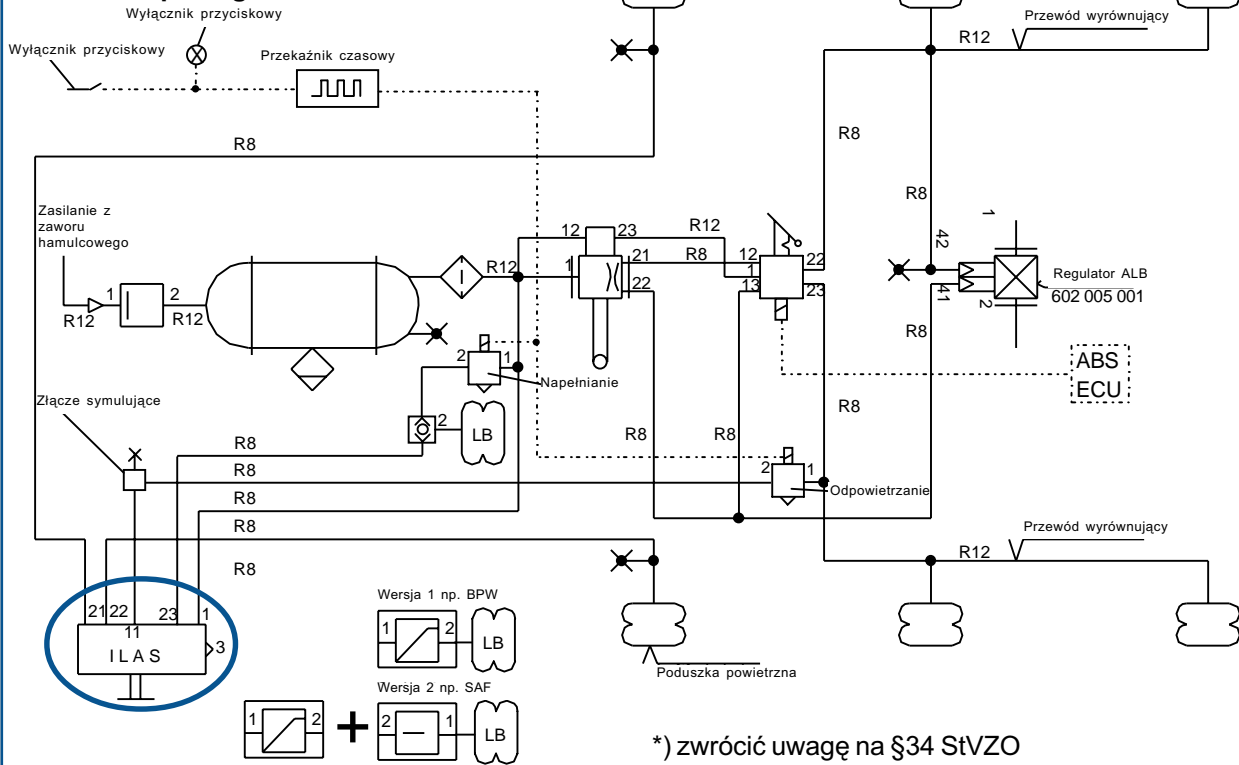 Wyłącznik przyciskowy
Przewód wyrównujący
R12
Wyłącznik przyciskowy
Przekaźnik czasowy
R8
R8
R8
Zasilanie z
zaworu
hamulcowego
1
12
23
R12
42
21
R8
12
22
R12
1
1
22
13
23
Regulator ALB
602 005 001
41
2
1
2
R12
R12
R8
ABS
ECU
2
1
Napełnianie
Złącze symulujące
2
LB
R8
R8
R8
R8
R8
2
1
Odpowietrzanie
R8
R8
Przewód wyrównujący
R12
R8
21
22
23
1
11
ILAS
3
Wersja 1 np. BPW
1
2
LB
Poduszka powietrzna
Wersja 2 np. SAF
1
2
+
2
1
LB
*) zwrócić uwagę na §34 StVZO